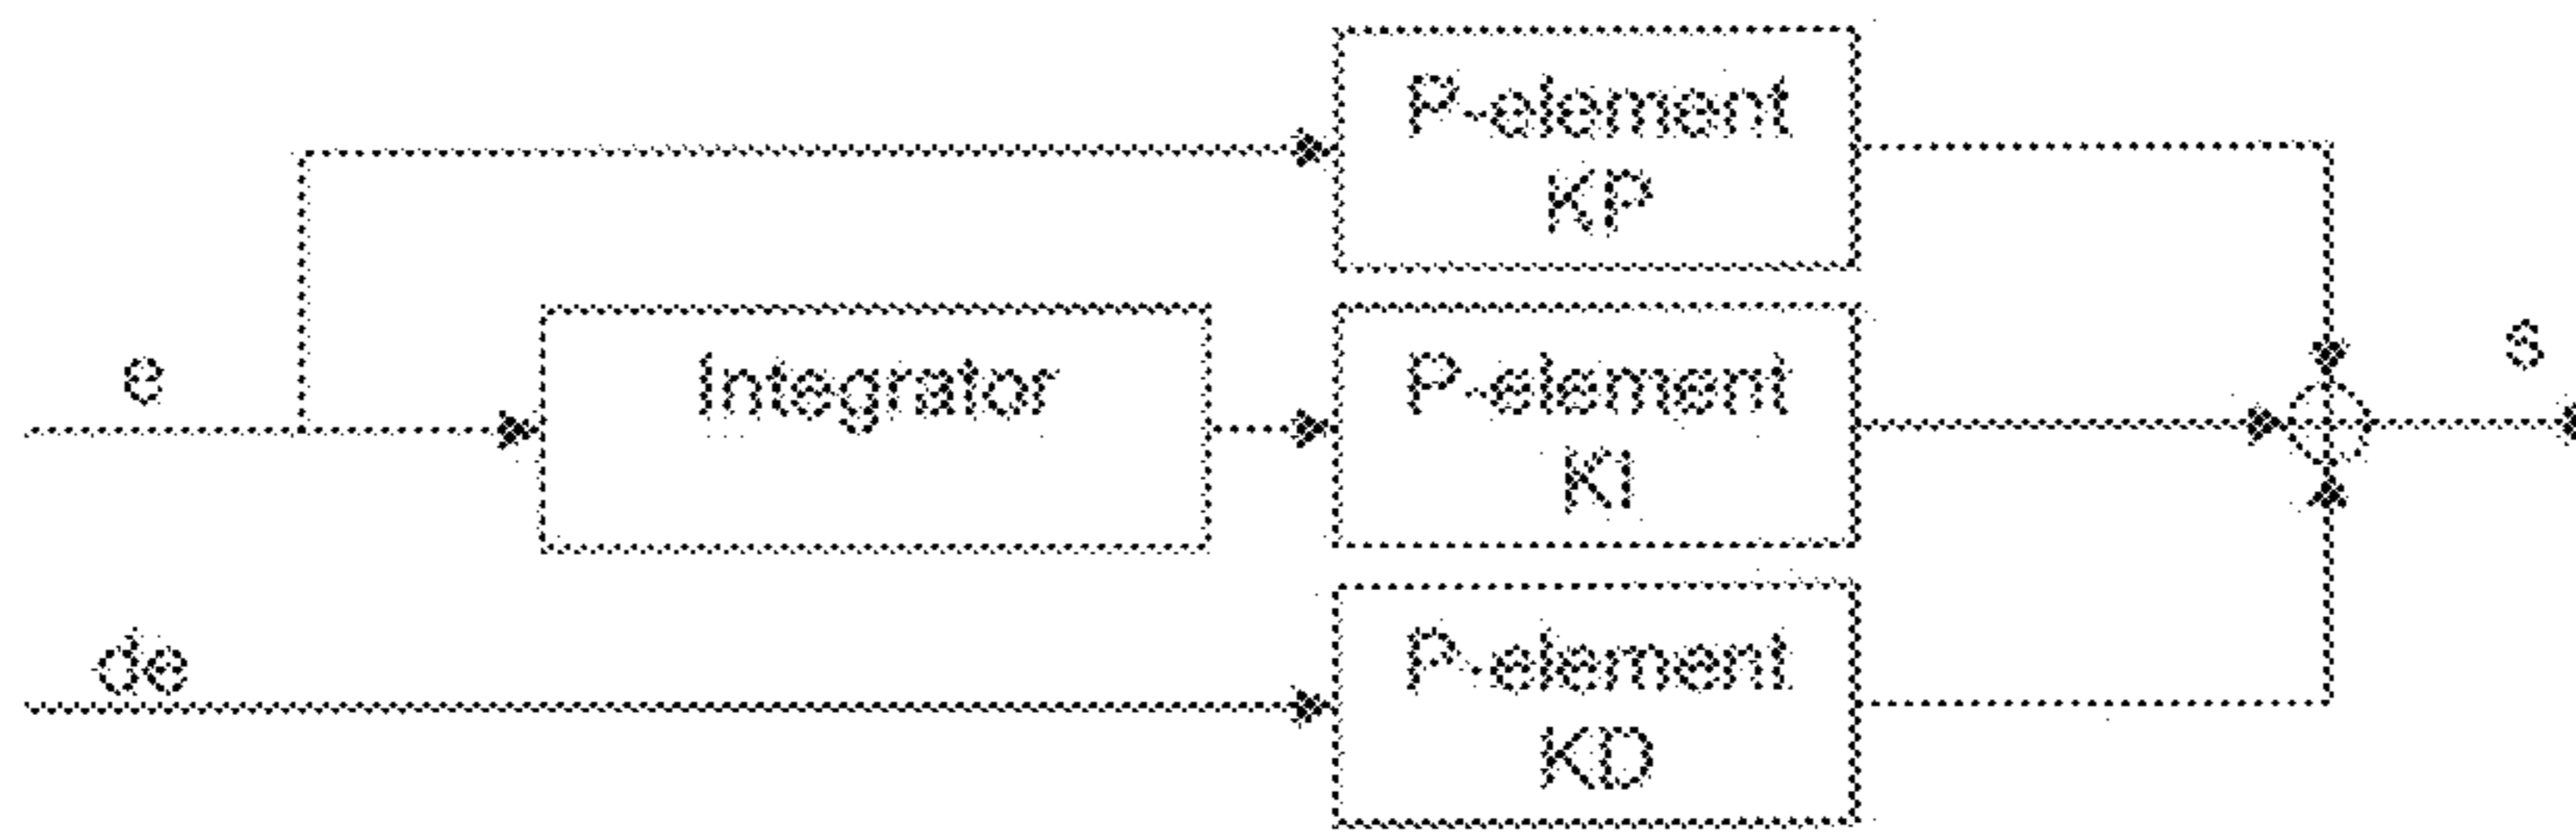 P-element
KP
e
Integrator
P-element
KI
s
de
P-element
KD